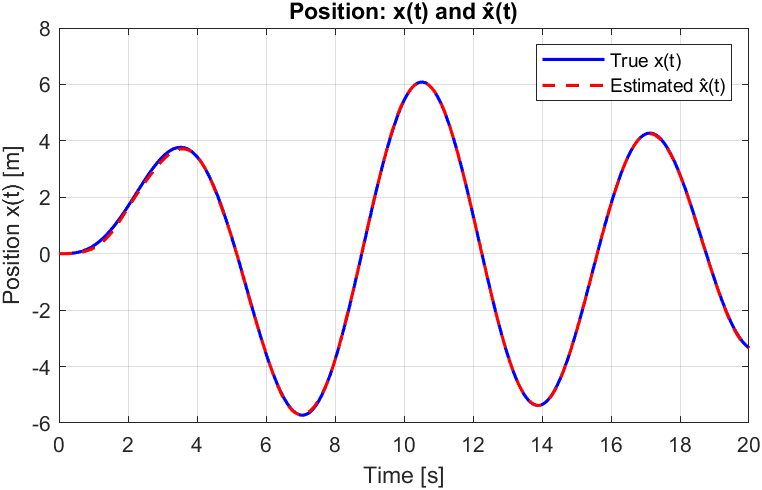 Position: x(t) and x̂(t)
True x(t)
Estimated x̂(t)
Position x(t) [m]
8
6
4
2
0
-2
-4
-6
0 2 4 6 8 10 12 14 16 18 20
Time [s]